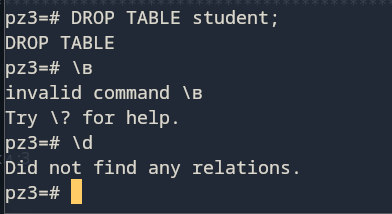 pz3=# DROP TABLE student;
DROP TABLE
pz3=# \в
invalid command \в
Try \? for help.
pz3=# \d
Did not find any relations.
pz3=#